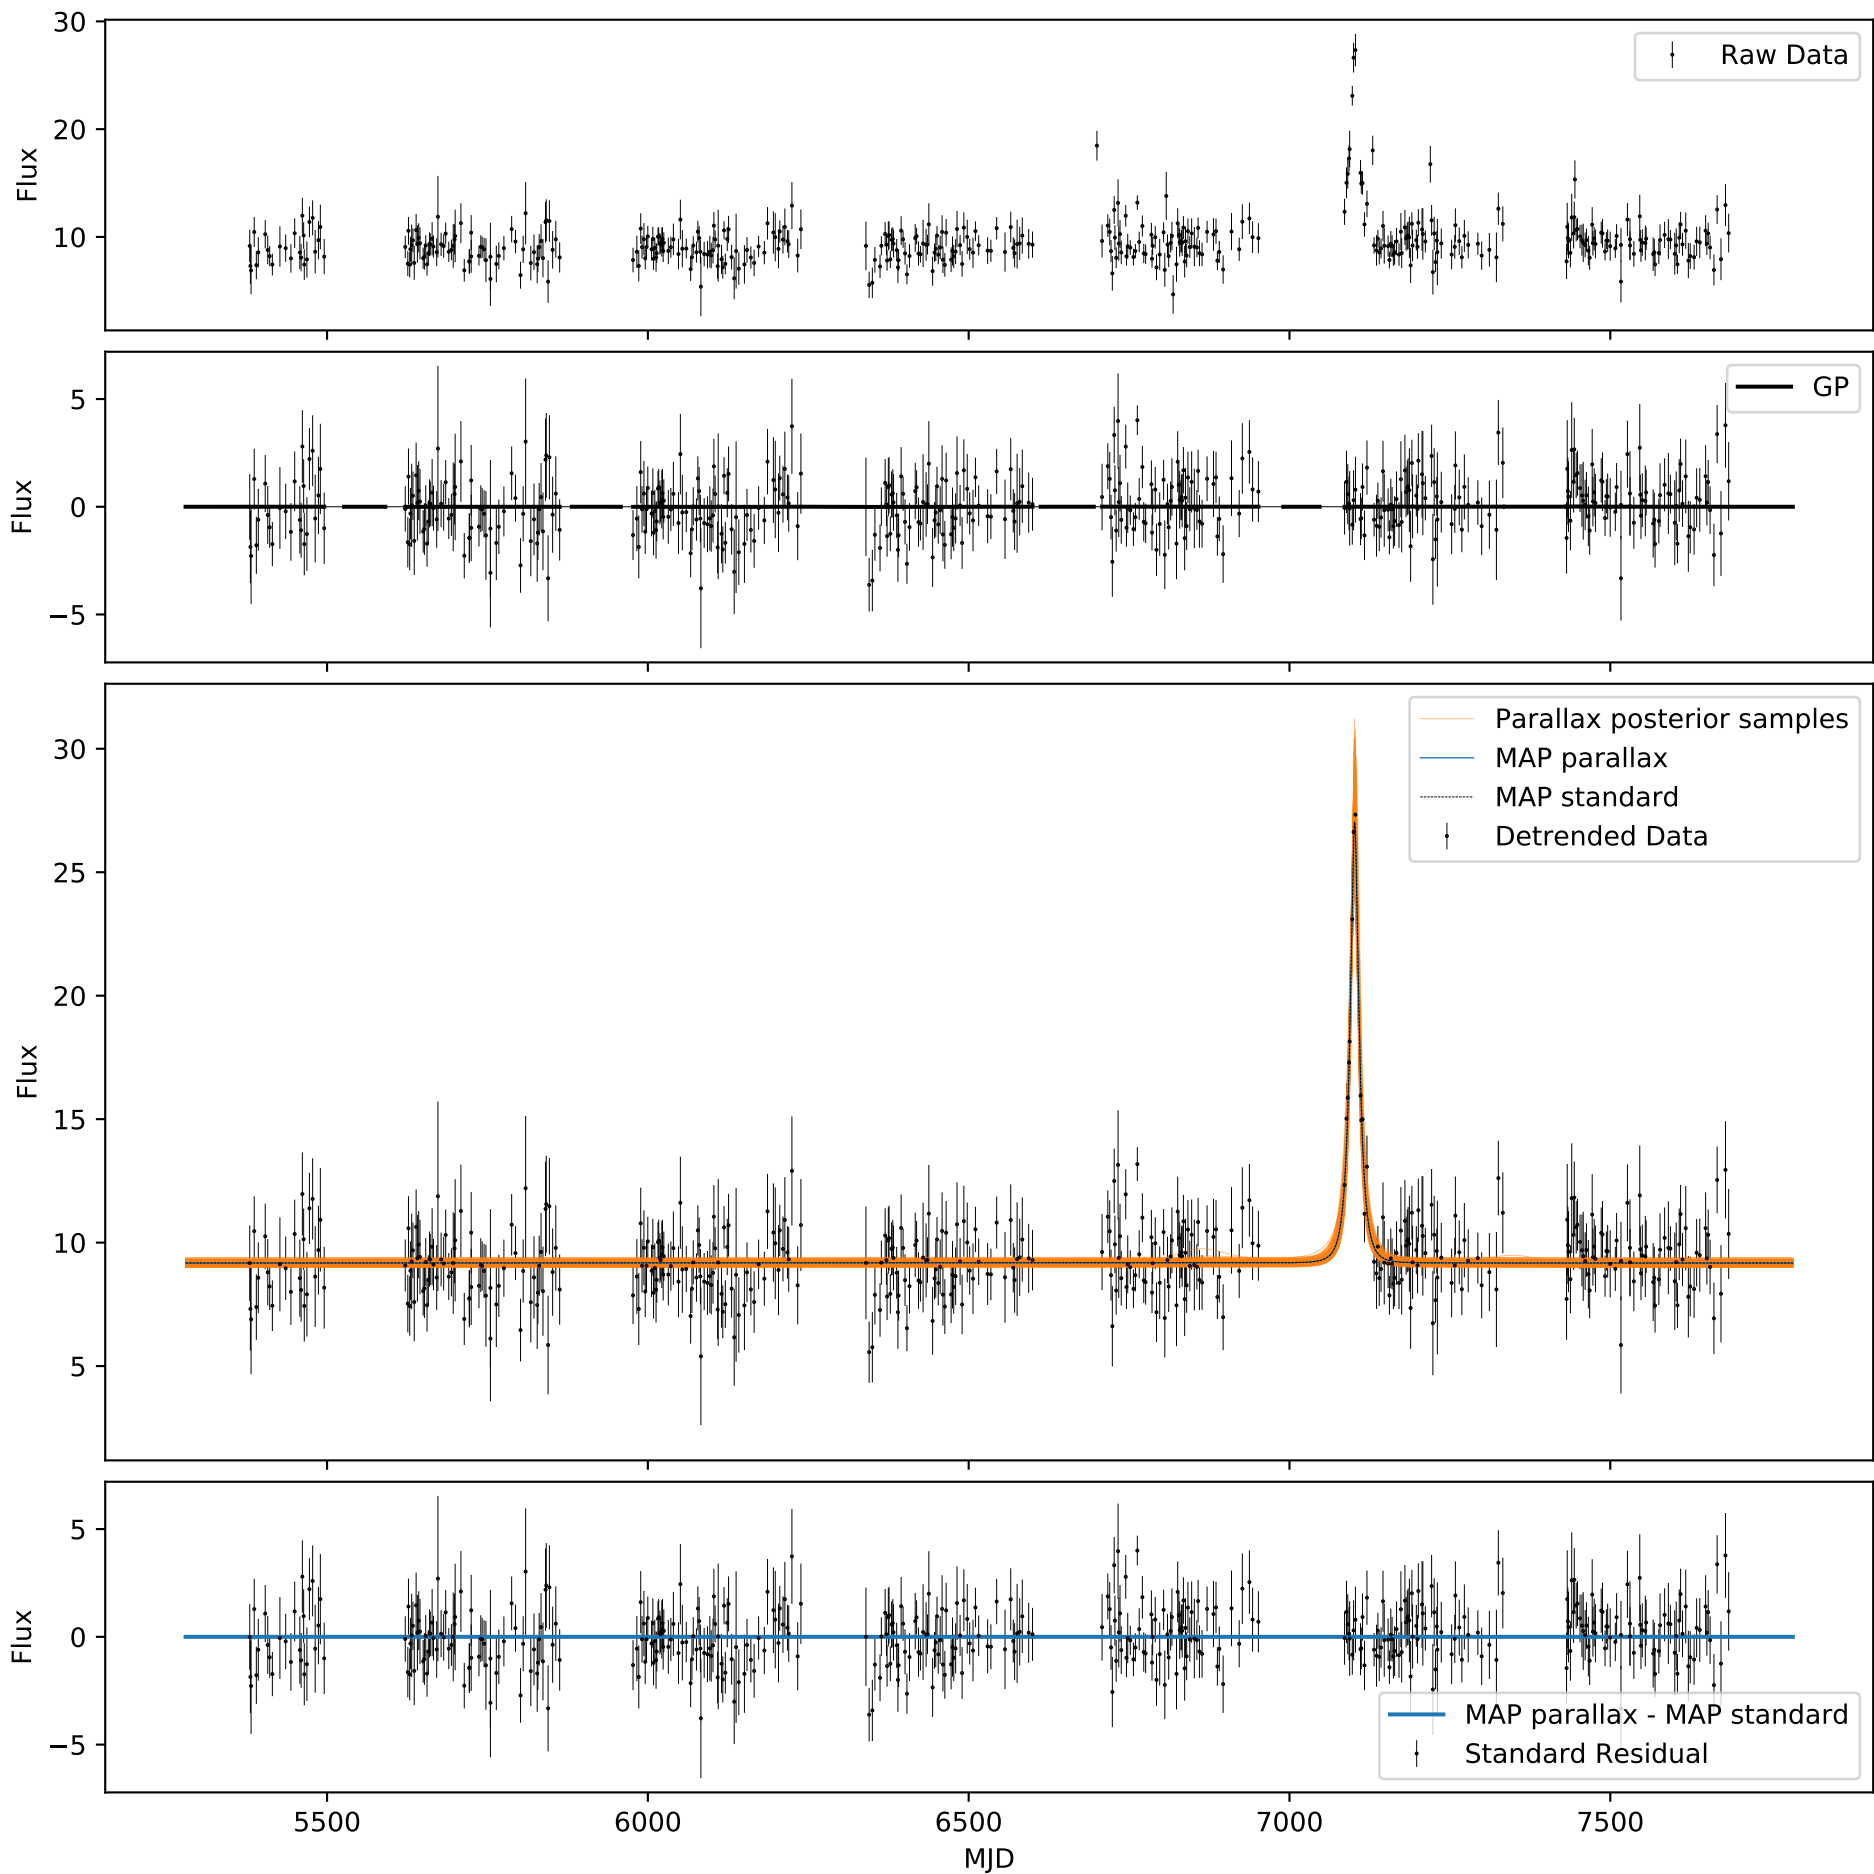 30
20
10
Flux
Raw Data
5
0
−5
Flux
GP
30
25
20
15
10
5
Flux
Parallax posterior samples
MAP parallax
MAP standard
Detrended Data
5
0
−5
Flux
MAP parallax - MAP standard
Standard Residual
5500
6000
6500
7000
7500
MJD